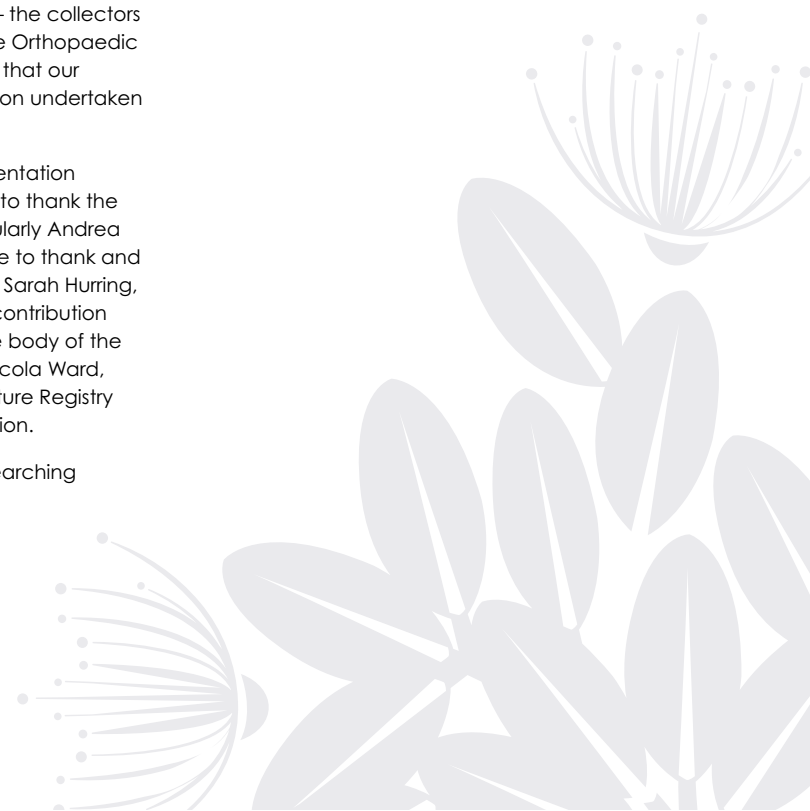 - the collectors
e Orthopaedic
that our
on undertaken
entation
to thank the
ularly Andrea
e to thank and
Sarah Hurring,
contribution
e body of the
cola Ward,
ture Registry
ion.
earching